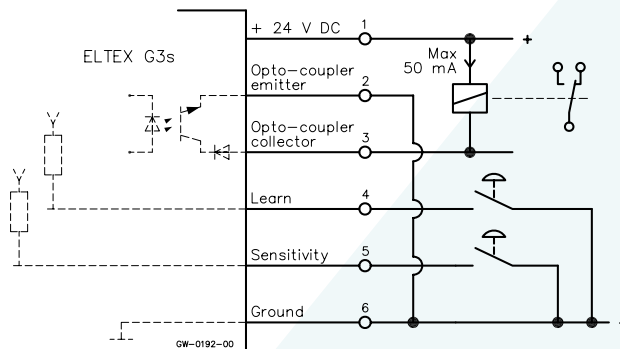 + 24 V DC 1
+
ELTEX G3s
Max
50 mA
Opto-coupler
emitter 2
Opto-coupler
collector 3
Learn 4
Sensitivity 5
Ground 6
GW-0192-00